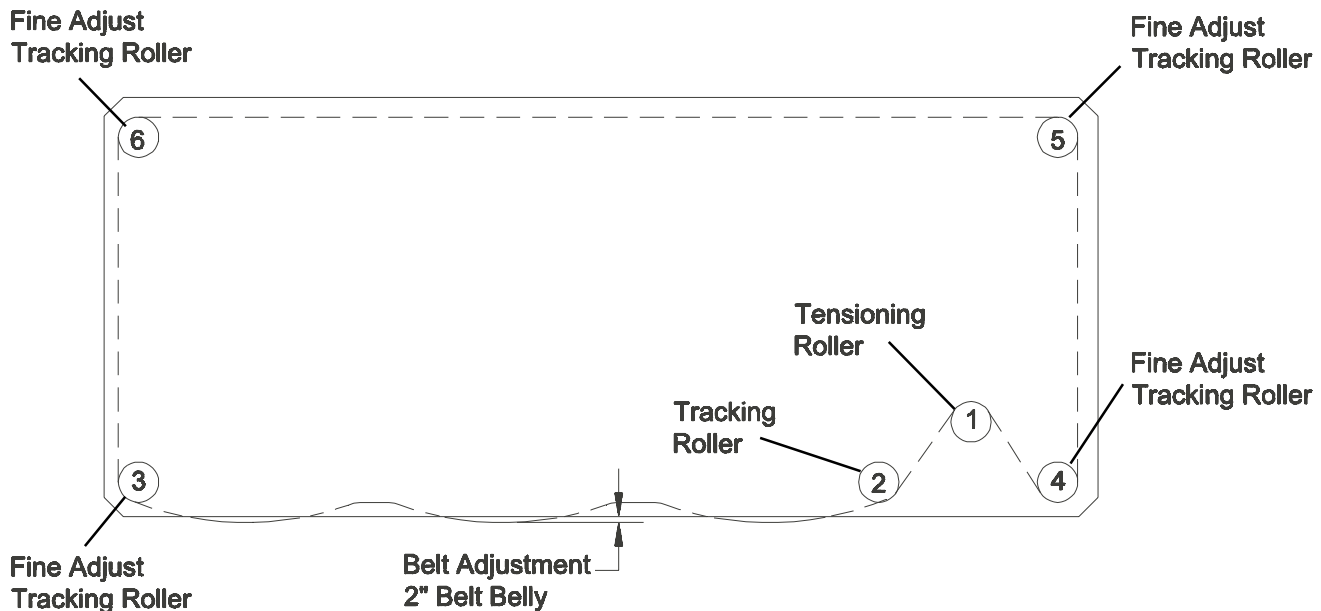 Fine Adjust
Tracking Roller
Fine Adjust
Tracking Roller
6
5
Tensioning
Roller
1
Fine Adjust
Tracking Roller
Tracking
Roller
3
2
4
Fine Adjust
Tracking Roller
Belt Adjustment
2" Belt Belly